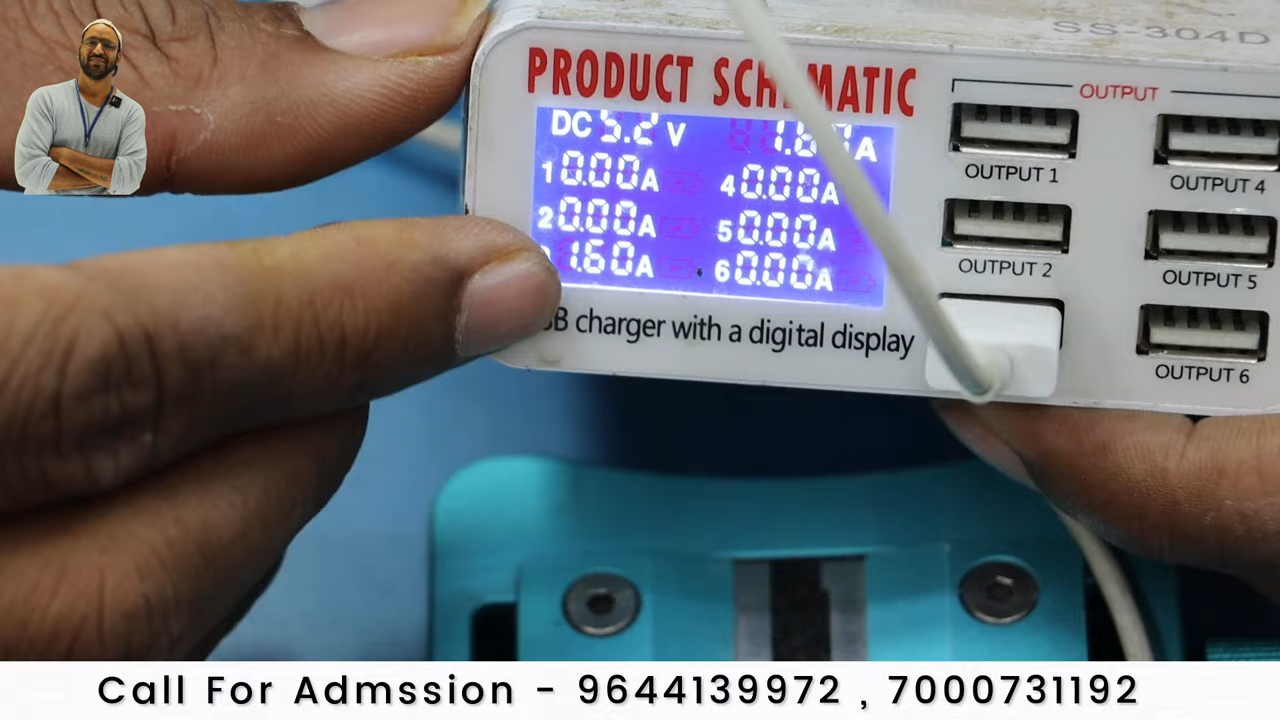 SS-304D
PRODUCT SCHEMATIC
DC 5.2 V
1 0.00A 4 0.00A
2 0.00A 5 0.00A
1.60A 6 0.00A
charger with a digital display
OUTPUT
OUTPUT 1
OUTPUT 4
OUTPUT 2
OUTPUT 5
OUTPUT 6
Call For Admssion - 9644139972 , 7000731192